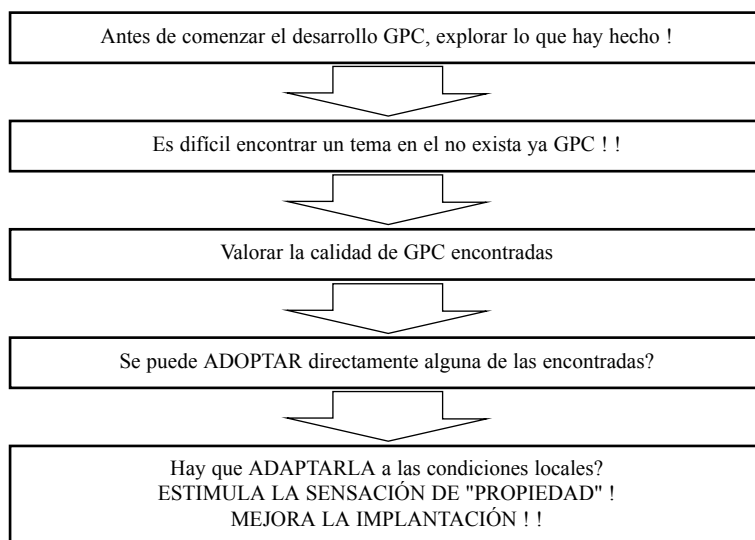 Antes de comenzar el desarrollo GPC, explorar lo que hay hecho !
Es difícil encontrar un tema en el no exista ya GPC ! !
Valorar la calidad de GPC encontradas
Se puede ADOPTAR directamente alguna de las encontradas?
Hay que ADAPTARLA a las condiciones locales?
ESTIMULA LA SENSACIÓN DE "PROPIEDAD" !
MEJORA LA IMPLANTACIÓN ! !